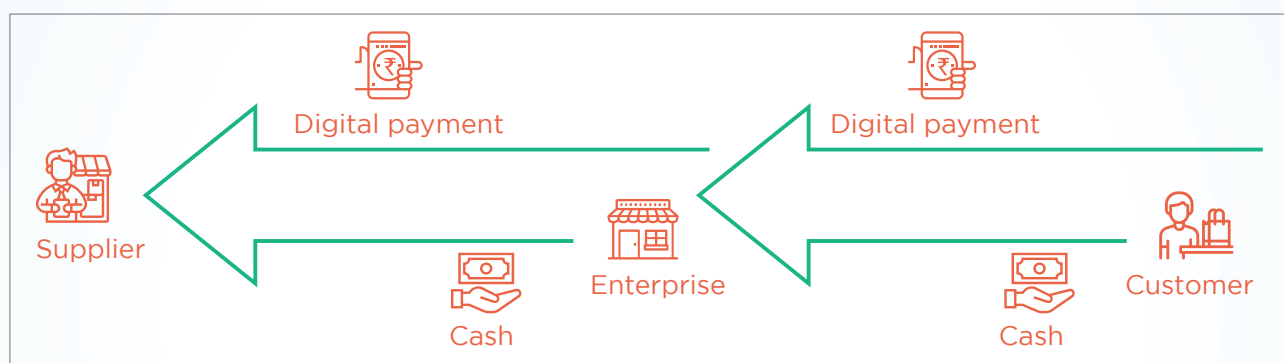 ₹
₹
Digital payment
Digital payment
Supplier
Enterprise
Customer
Cash
Cash